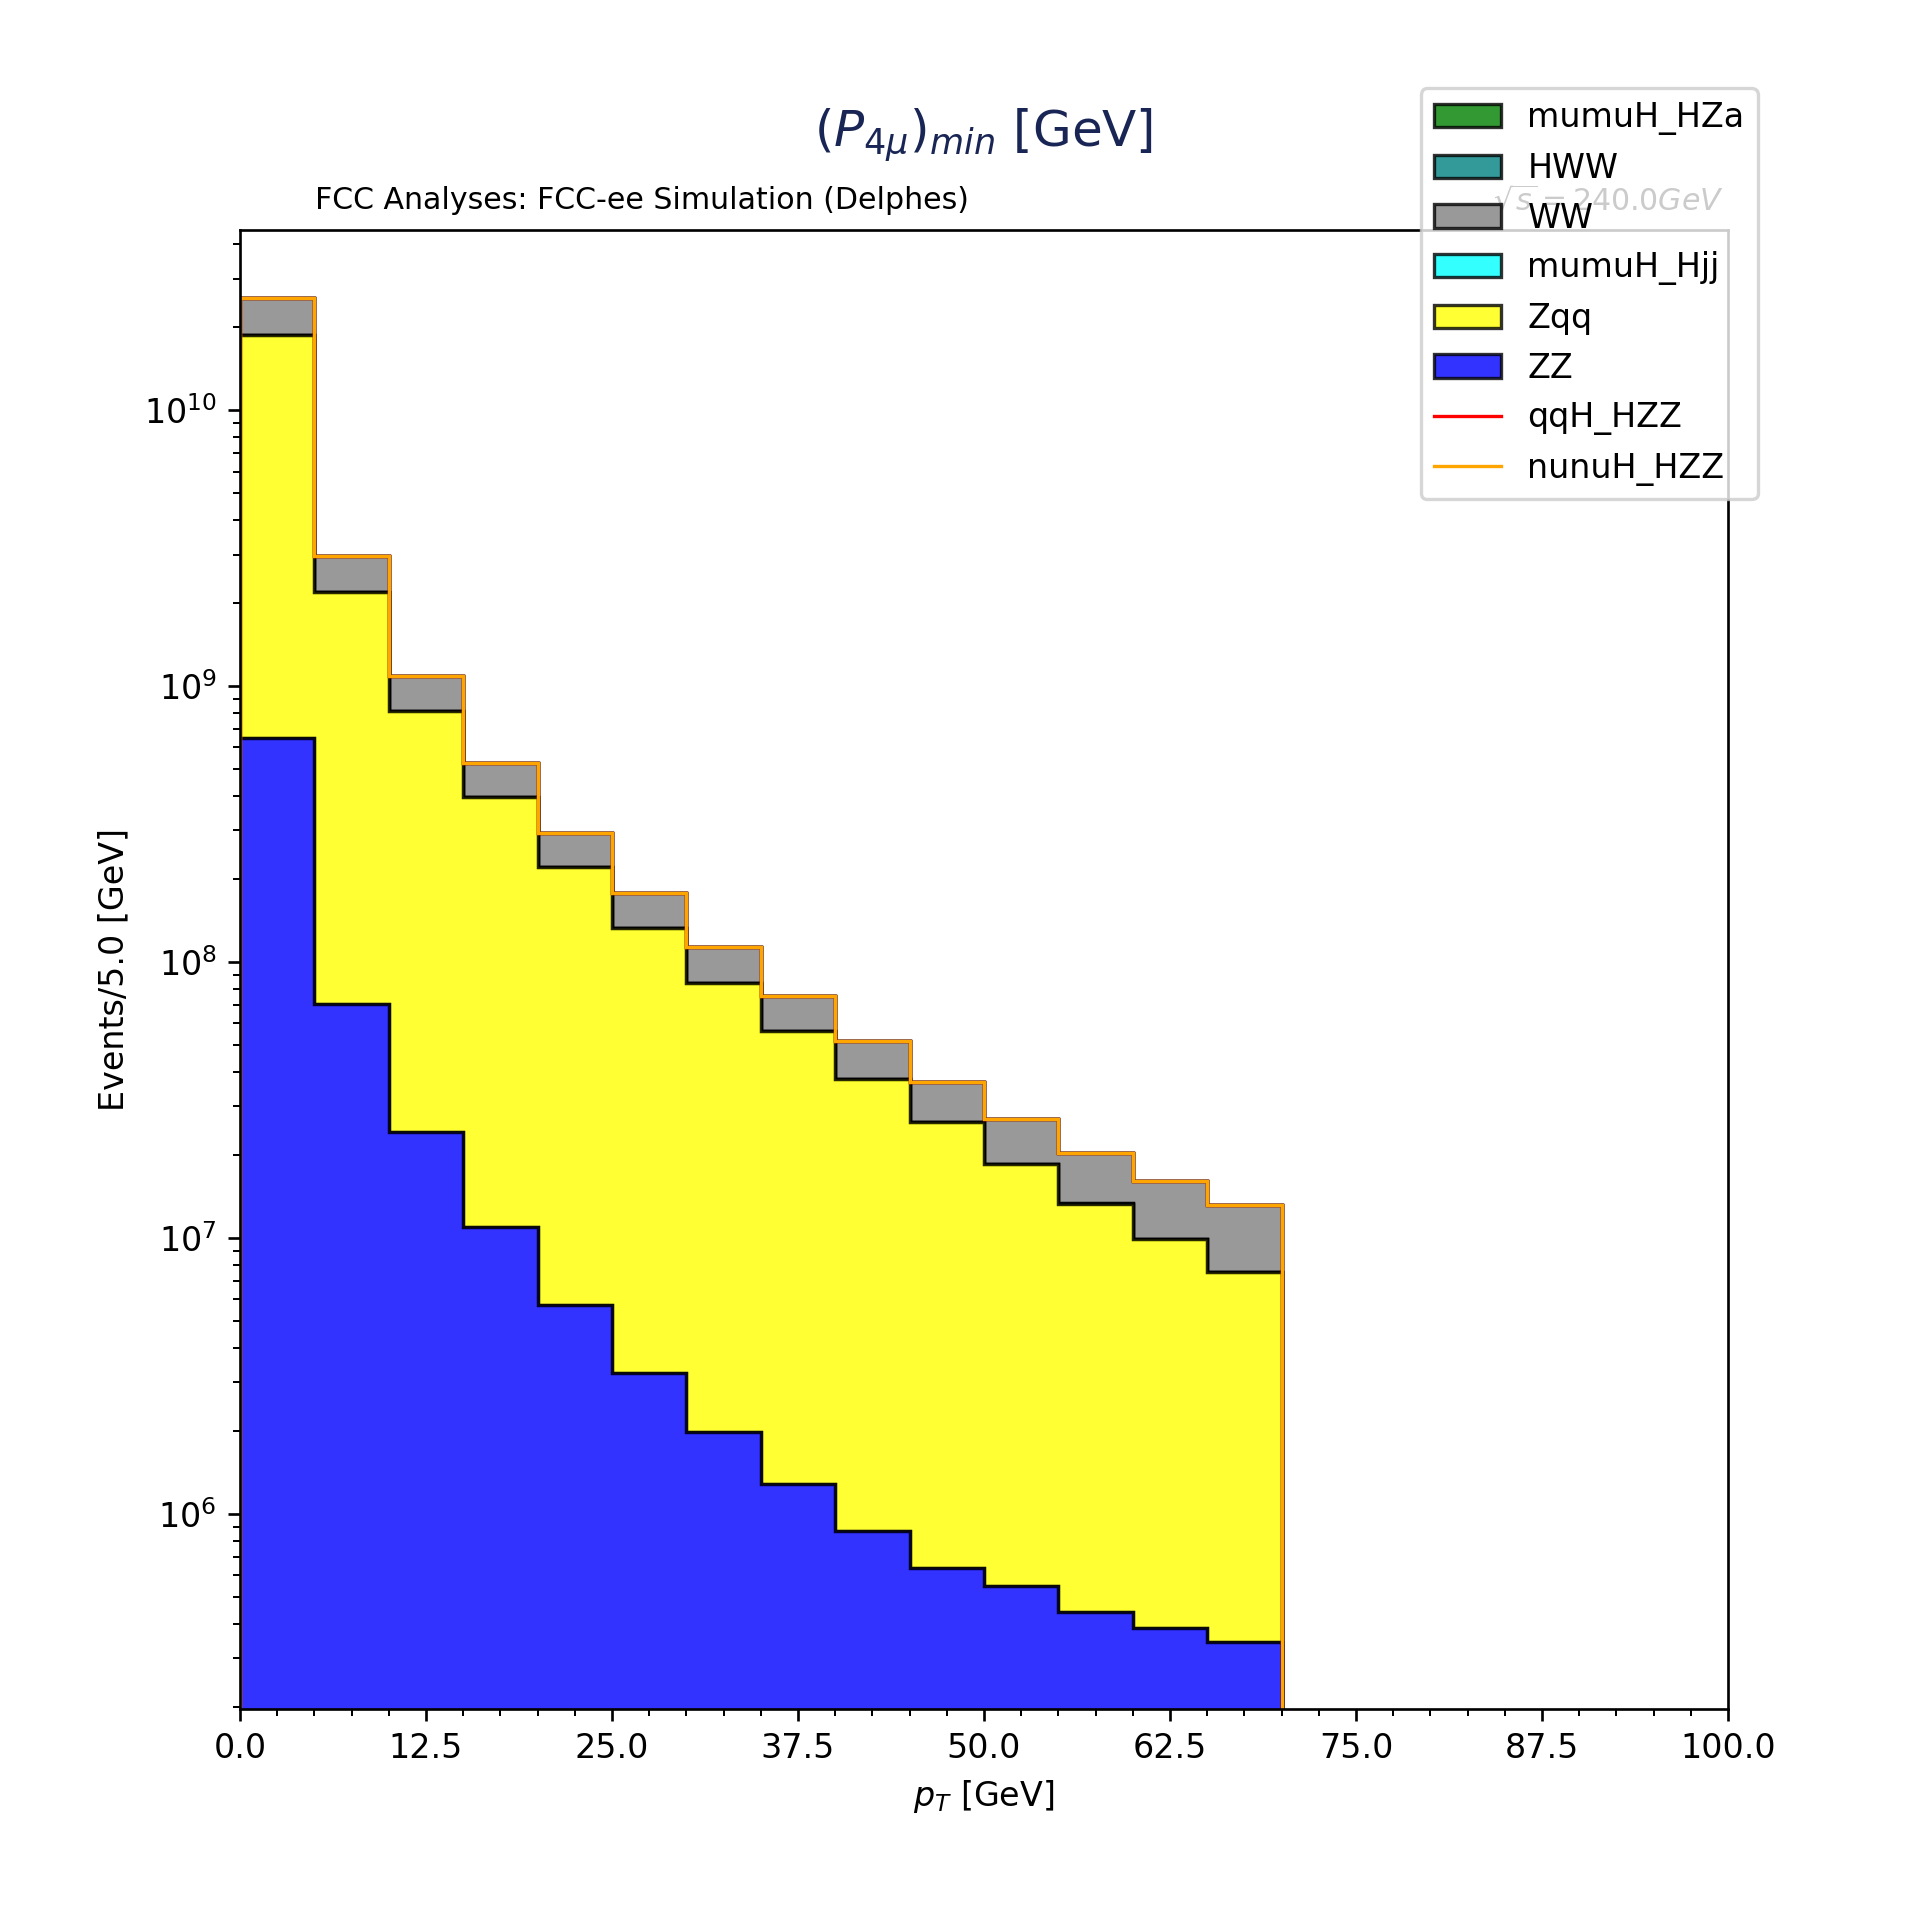 (P4μ)min [GeV]
FCC Analyses: FCC-ee Simulation (Delphes)
√s = 240.0GeV
mumuH_HZa
HWW
WW
mumuH_Hjj
Zqq
ZZ
qqH_HZZ
nunuH_HZZ
Events/5.0 [GeV]
10^10
10^9
10^8
10^7
10^6
0.0 12.5 25.0 37.5 50.0 62.5 75.0 87.5 100.0
pT [GeV]